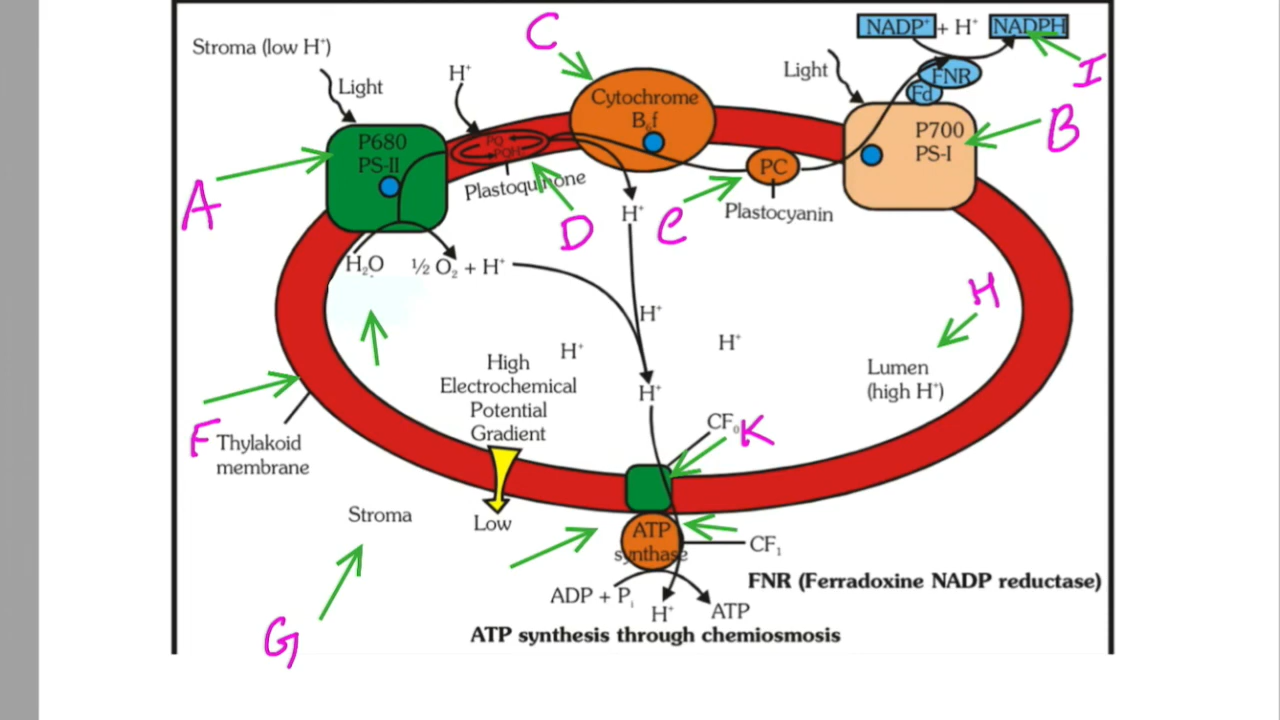 NADP⁺ + H⁺ NADPH
C
Stroma (low H⁺)
Light
H⁺
Light
FNR
Fd
I
Cytochrome
B₆f
P680
PS-II
PQ
PQH₂
P700
PS-I
B
A
Plastoquinone
PC
D
H⁺
e
Plastocyanin
H₂O ½ O₂ + H⁺
H
H⁺
H⁺
H⁺
High
Electrochemical
Potential
Gradient
Lumen
(high H⁺)
H⁺
CF₀
K
F
Thylakoid
membrane
Stroma
Low
ATP
synthase
CF₁
FNR (Ferradoxine NADP reductase)
ADP + Pᵢ
H⁺
ATP
G
ATP synthesis through chemiosmosis